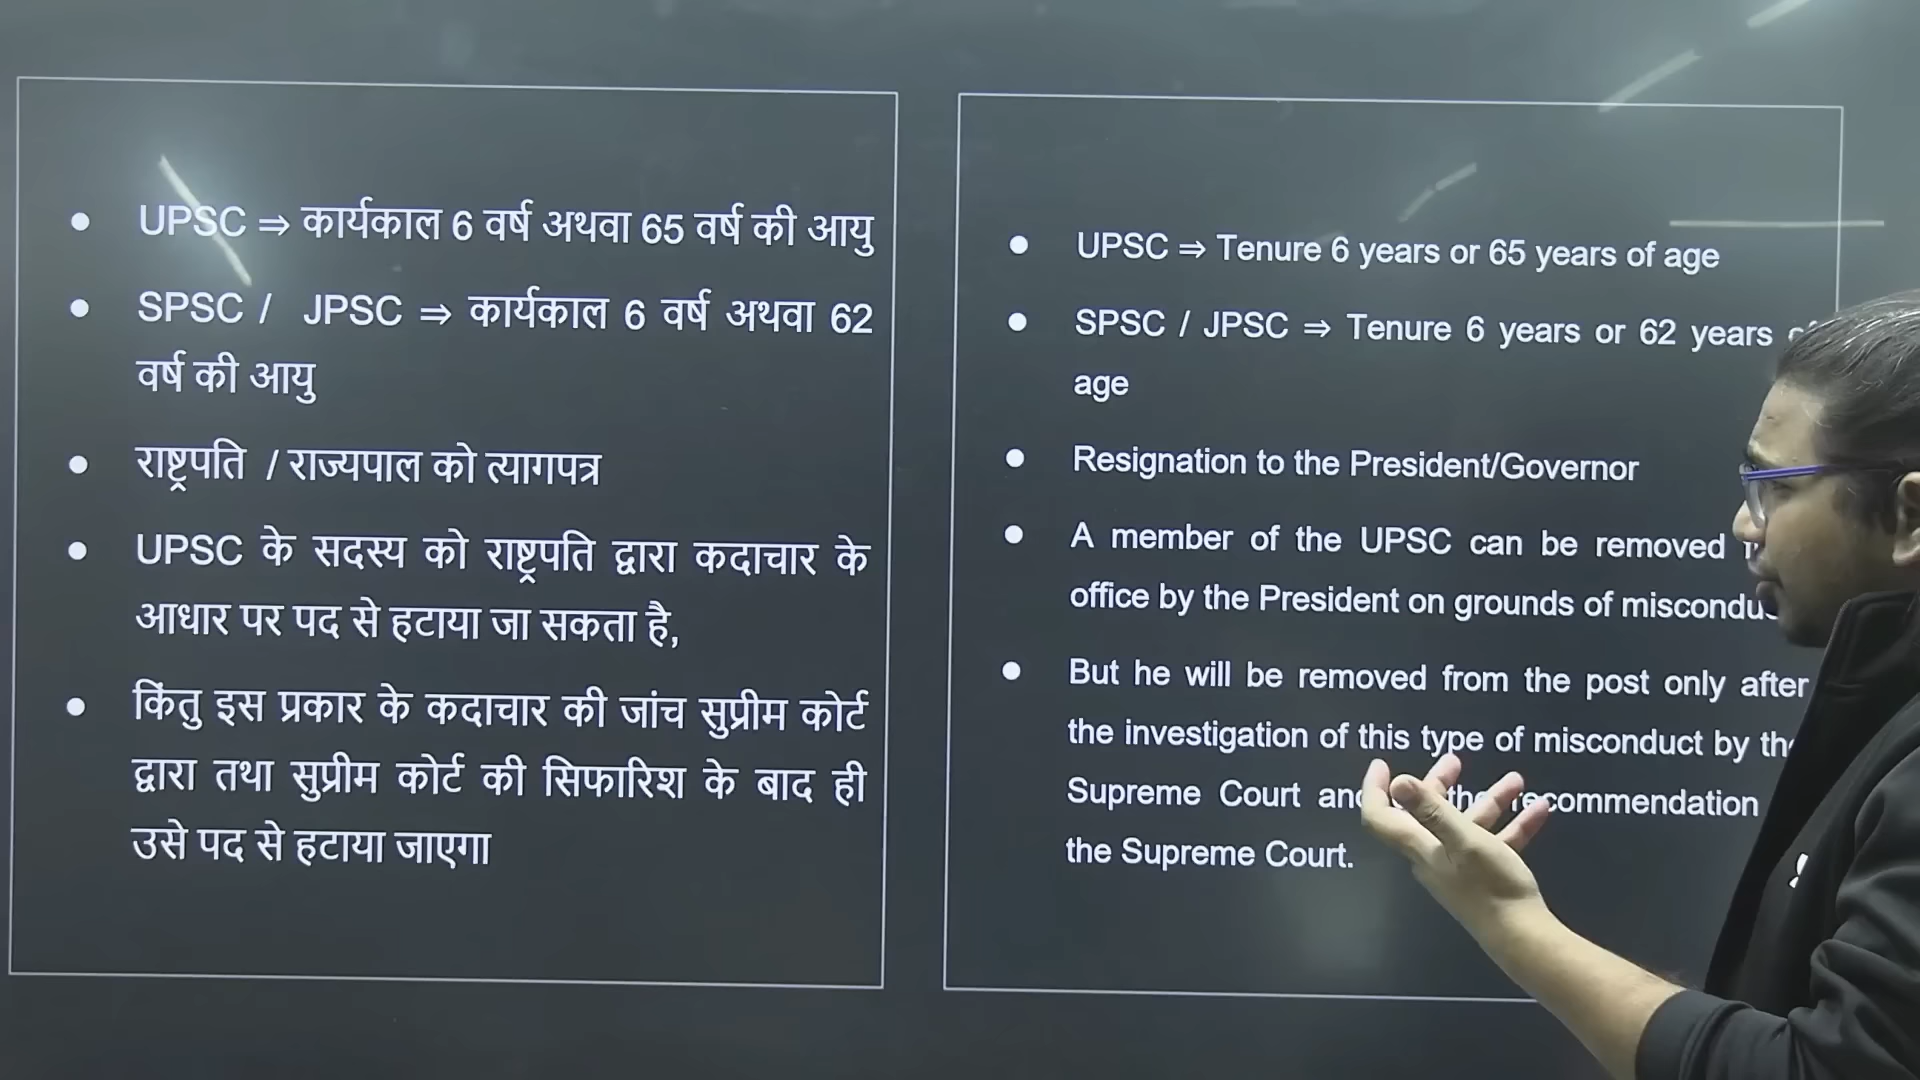 UPSC ⇒ कार्यकाल 6 वर्ष अथवा 65 वर्ष की आयु
SPSC / JPSC ⇒ कार्यकाल 6 वर्ष अथवा 62
वर्ष की आयु
राष्ट्रपति / राज्यपाल को त्यागपत्र
UPSC के सदस्य को राष्ट्रपति द्वारा कदाचार के
आधार पर पद से हटाया जा सकता है,
किंतु इस प्रकार के कदाचार की जांच सुप्रीम कोर्ट
द्वारा तथा सुप्रीम कोर्ट की सिफारिश के बाद ही
उसे पद से हटाया जाएगा
UPSC ⇒ Tenure 6 years or 65 years of age
SPSC / JPSC ⇒ Tenure 6 years or 62 years
age
Resignation to the President/Governor
A member of the UPSC can be removed
office by the President on grounds of
But he will be removed from the post only after
the investigation of this type of misconduct by
Supreme Court
the Supreme Court.